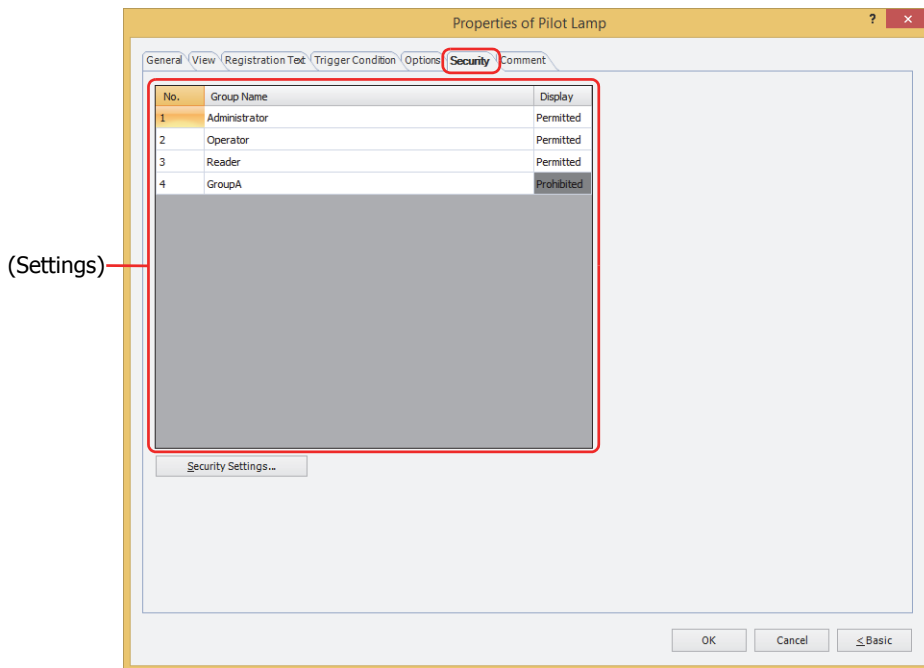 Properties of Pilot Lamp
? ×
General View Registration Text Trigger Condition Options Security Comment
No. Group Name Display
1 Administrator Permitted
2 Operator Permitted
3 Reader Permitted
4 GroupA Prohibited
(Settings)
Security Settings...
OK Cancel < Basic